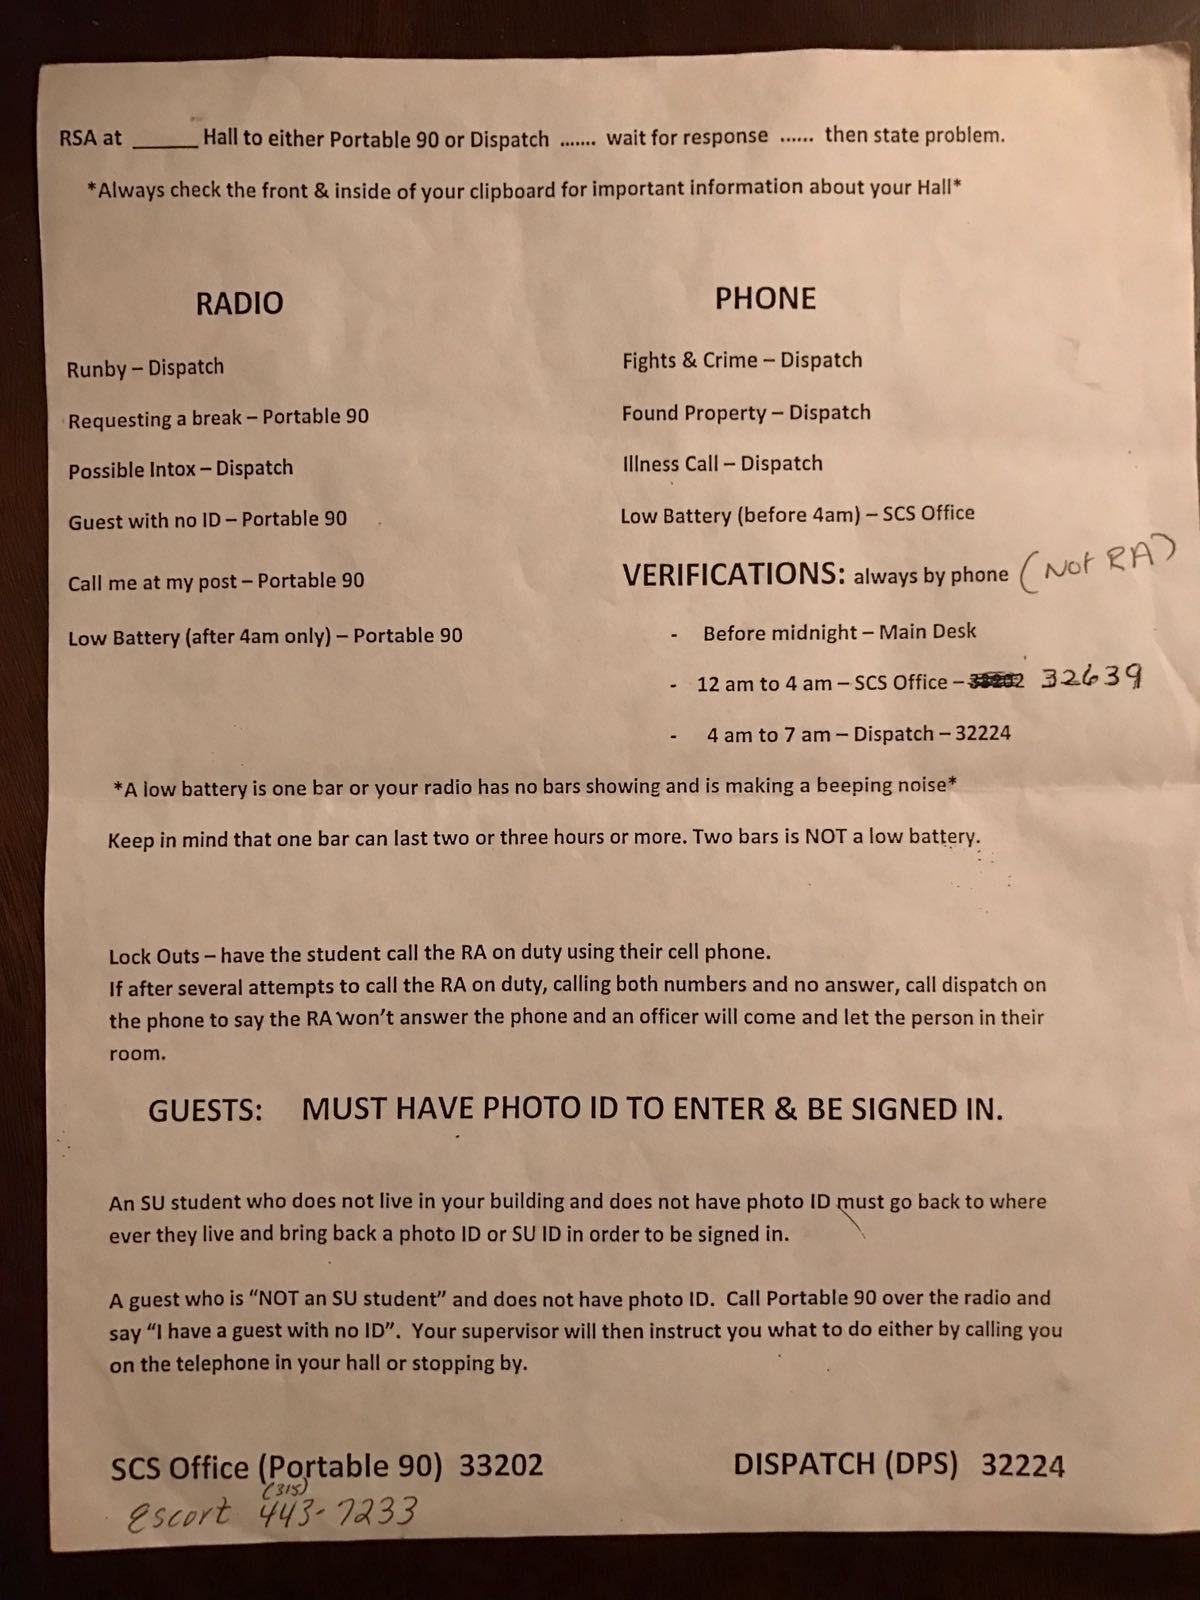 RSA at ______ Hall to either Portable 90 or Dispatch ....... wait for response ...... then state problem.
*Always check the front & inside of your clipboard for important information about your Hall*
RADIO
Runby – Dispatch
Requesting a break – Portable 90
Possible Intox – Dispatch
Guest with no ID – Portable 90
Call me at my post – Portable 90
Low Battery (after 4am only) – Portable 90
PHONE
Fights & Crime – Dispatch
Found Property – Dispatch
Illness Call – Dispatch
Low Battery (before 4am) – SCS Office
VERIFICATIONS: always by phone (Not RA)
- Before midnight – Main Desk
- 12 am to 4 am – SCS Office – 33202 32639
- 4 am to 7 am – Dispatch – 32224
*A low battery is one bar or your radio has no bars showing and is making a beeping noise*
Keep in mind that one bar can last two or three hours or more. Two bars is NOT a low battery.
Lock Outs – have the student call the RA on duty using their cell phone.
If after several attempts to call the RA on duty, calling both numbers and no answer, call dispatch on
the phone to say the RA won't answer the phone and an officer will come and let the person in their
room.
GUESTS: MUST HAVE PHOTO ID TO ENTER & BE SIGNED IN.
An SU student who does not live in your building and does not have photo ID must go back to where
ever they live and bring back a photo ID or SU ID in order to be signed in.
A guest who is "NOT an SU student" and does not have photo ID. Call Portable 90 over the radio and
say "I have a guest with no ID". Your supervisor will then instruct you what to do either by calling you
on the telephone in your hall or stopping by.
SCS Office (Portable 90) 33202
DISPATCH (DPS) 32224
(315)
Escort 443-7233